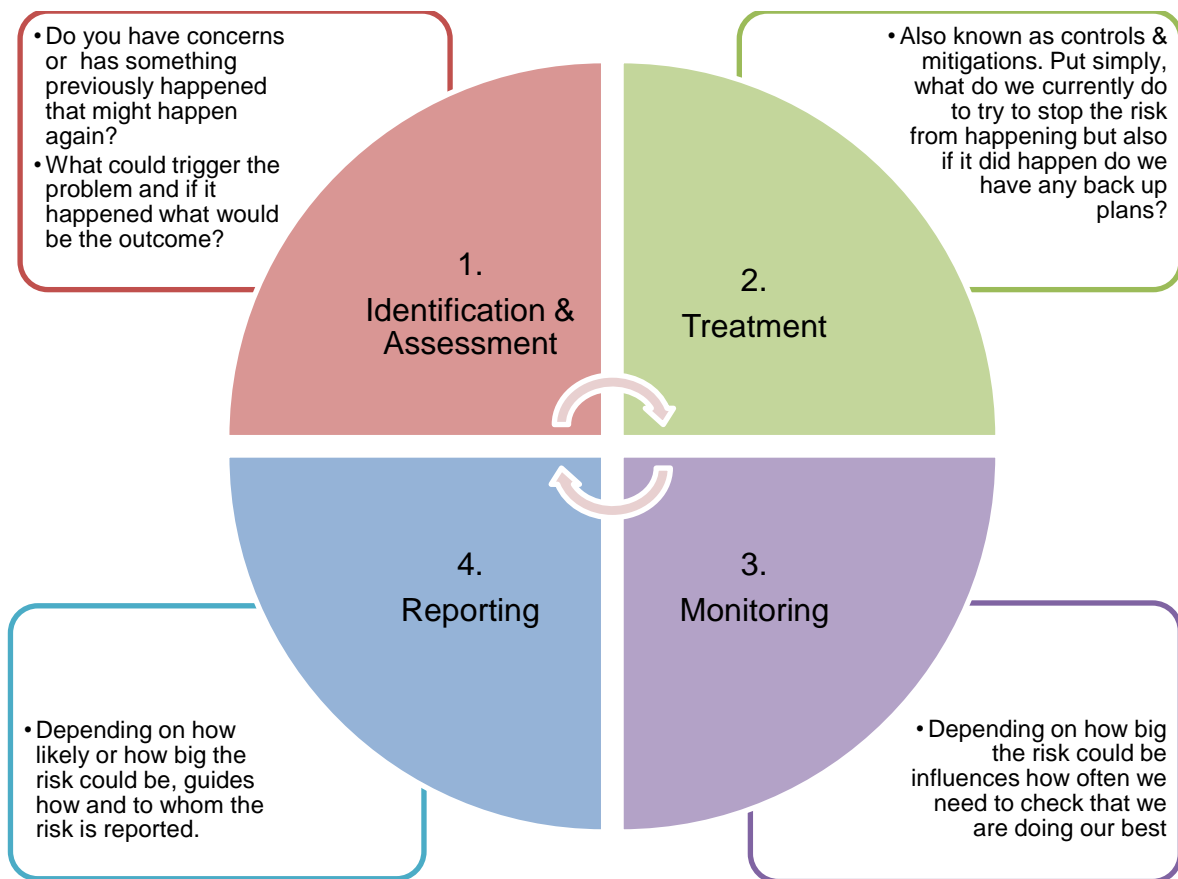 • Do you have concerns
or  has something
previously happened
that might happen
again?
• What could trigger the
problem and if it
happened what would
be the outcome?
• Also known as controls &
mitigations. Put simply,
what do we currently do
to try to stop the risk
from happening but also
if it did happen do we
have any back up
plans?
1.
Identification &
Assessment
2.
Treatment
4.
Reporting
3.
Monitoring
• Depending on how
likely or how big the
risk could be, guides
how and to whom the
risk is reported.
• Depending on how big
the risk could be
influences how often we
need to check that we
are doing our best